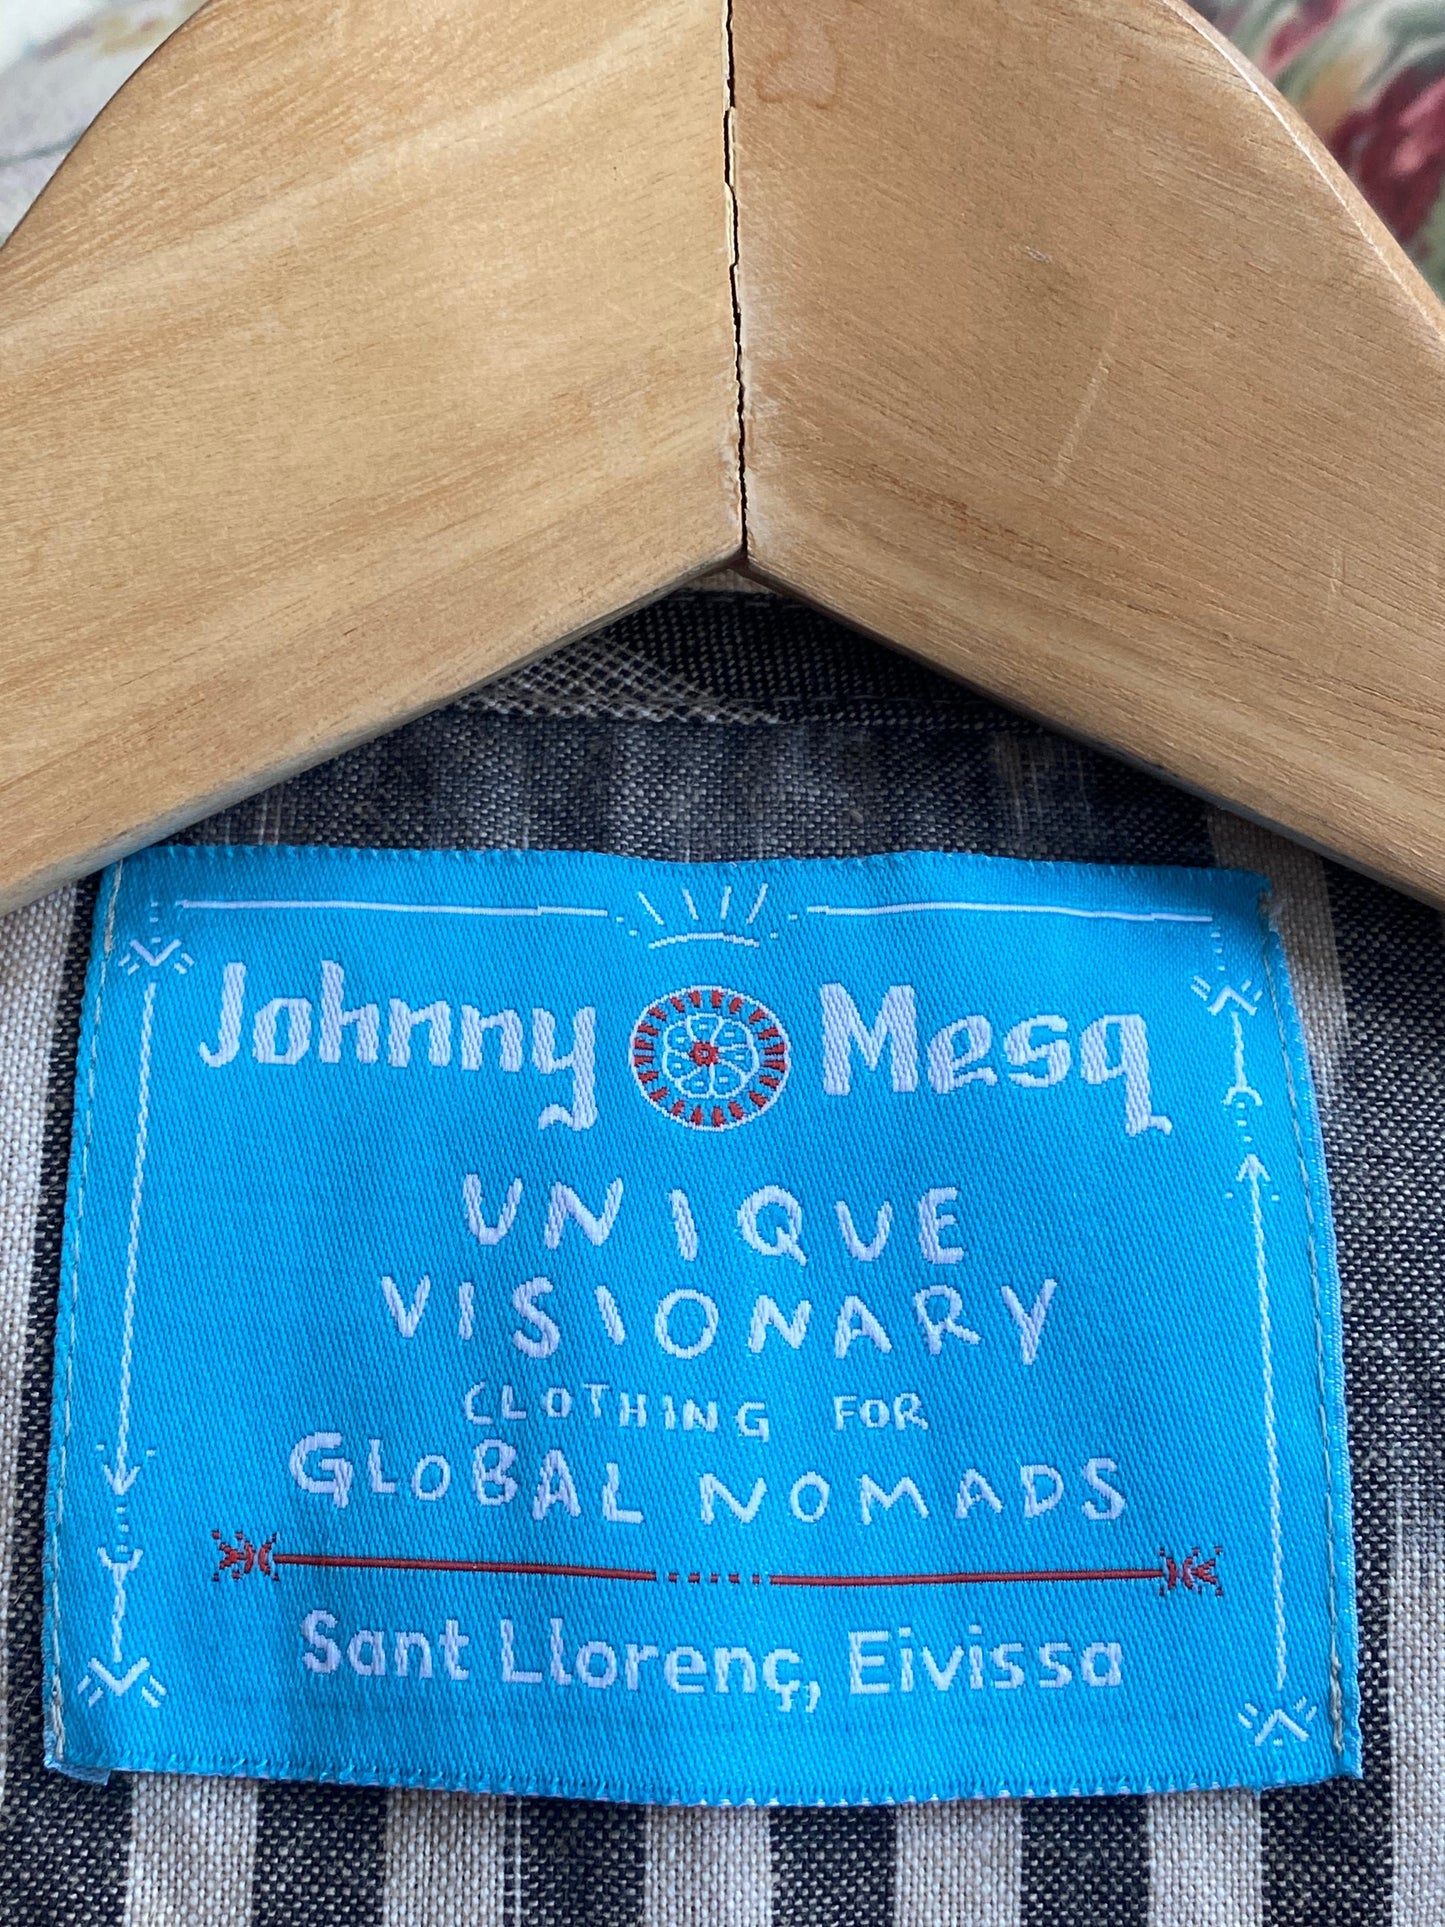 Johnny Mesq
UNIQUE
VISIONARY
CLOTHING FOR
GLOBAL NOMADS
Sant Llorenç, Eivissa